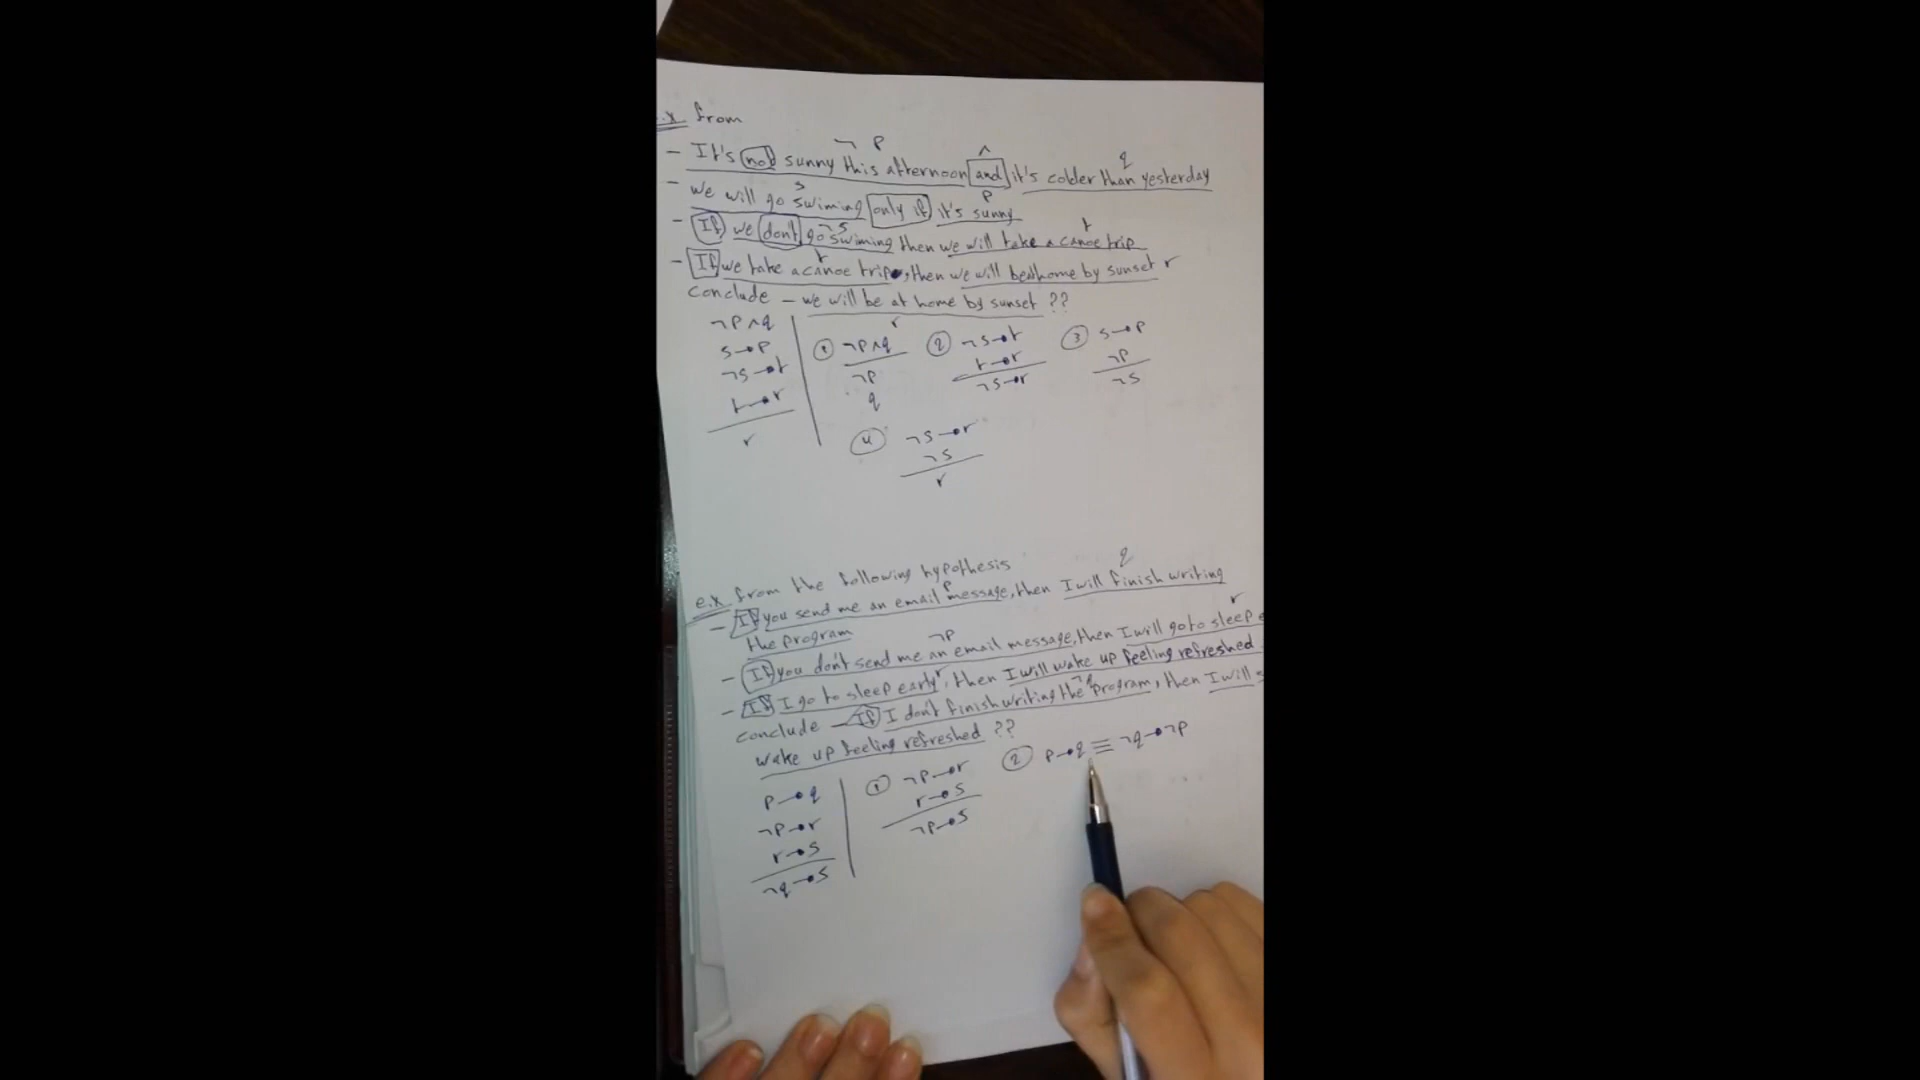 e.x from
¬ p ∧ q
- It's not sunny this afternoon and it's colder than yesterday
s p
- we will go swiming only if it's sunny
¬s t
- If we don't go swiming then we will take a canoe trip
t r
- If we take a canoe trip, then we will be at home by sunset
conclude - we will be at home by sunset ??
r
¬p∧q ① ¬p∧q ② ¬s→t ③ s→p
s→p ¬p t→r ¬p
¬s→t q ¬s→r ¬s
t→r
r
④ ¬s→r
¬s
r
e.x from the following hypothesis
p q
- If you send me an email message, then I will finish writing
the program
¬p r
- If you don't send me an email message, then I will go to sleep
r
- If I go to sleep early, then I will wake up feeling refreshed
¬q
conclude - If I don't finish writing the program, then I will
wake up feeling refreshed ??
p→q ① ¬p→r ② p→q ≡ ¬q→¬p
¬p→r r→s
r→s ¬p→s
¬q→s